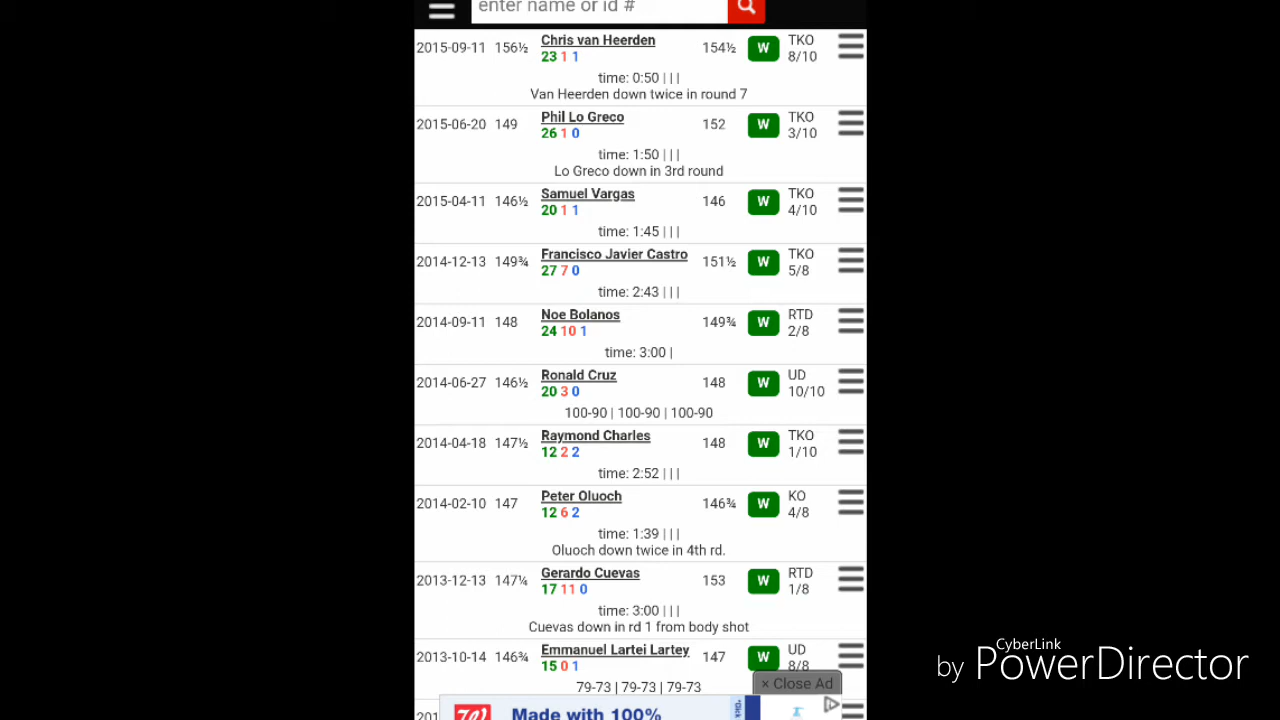 enter name or id #
2015-09-11 156½ Chris van Heerden 154½ W TKO
23 1 1 8/10
time: 0:50 | | |
Van Heerden down twice in round 7
2015-06-20 149 Phil Lo Greco 152 W TKO
26 1 0 3/10
time: 1:50 | | |
Lo Greco down in 3rd round
2015-04-11 146½ Samuel Vargas 146 W TKO
20 1 1 4/10
time: 1:45 | | |
2014-12-13 149¾ Francisco Javier Castro 151½ W TKO
27 7 0 5/8
time: 2:43 | | |
2014-09-11 148 Noe Bolanos 149¾ W RTD
24 10 1 2/8
time: 3:00 |
2014-06-27 146½ Ronald Cruz 148 W UD
20 3 0 10/10
100-90 | 100-90 | 100-90
2014-04-18 147½ Raymond Charles 148 W TKO
12 2 2 1/10
time: 2:52 | | |
2014-02-10 147 Peter Oluoch 146¾ W KO
12 6 2 4/8
time: 1:39 | | |
Oluoch down twice in 4th rd.
2013-12-13 147¼ Gerardo Cuevas 153 W RTD
17 11 0 1/8
time: 3:00 | | |
Cuevas down in rd 1 from body shot
2013-10-14 146¾ Emmanuel Lartei Lartey 147 W UD
15 0 1 8/8
79-73 | 79-73 | 79-73
× Close Ad
201
Made with 100%
CyberLink
by PowerDirector